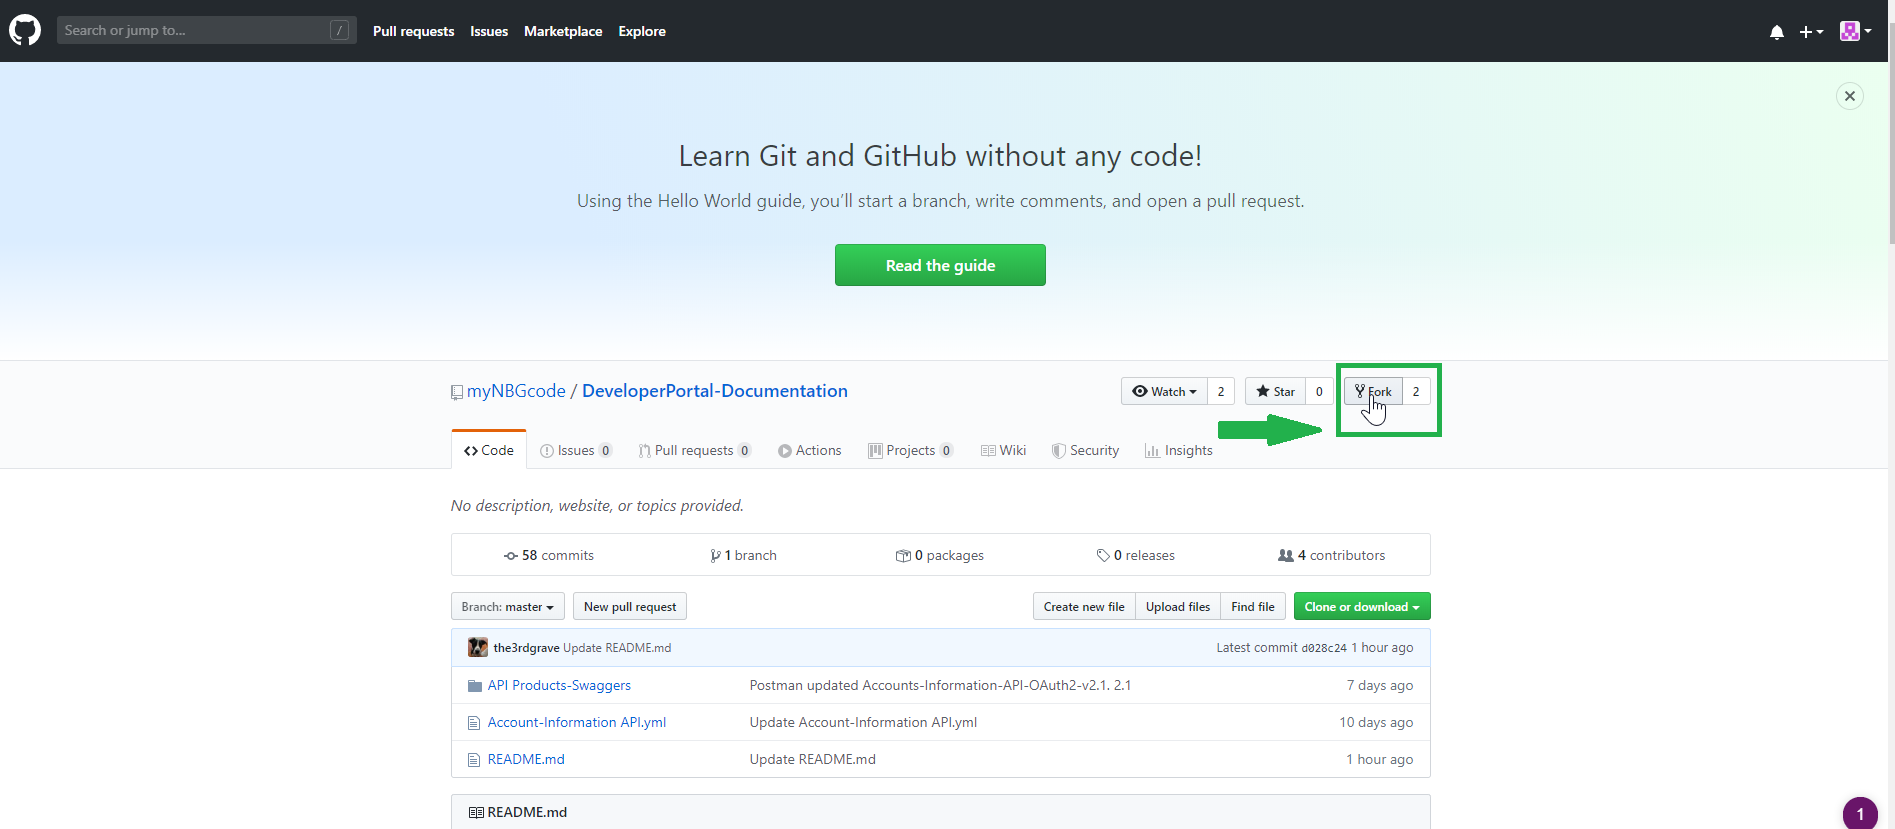 Search or jump to... / Pull requests Issues Marketplace Explore
Learn Git and GitHub without any code!
Using the Hello World guide, you’ll start a branch, write comments, and open a pull request.
Read the guide
myNBGcode / DeveloperPortal-Documentation Watch 2 Star 0 Fork 2
Code Issues 0 Pull requests 0 Actions Projects 0 Wiki Security Insights
No description, website, or topics provided.
58 commits 1 branch 0 packages 0 releases 4 contributors
Branch: master New pull request Create new file Upload files Find file Clone or download
the3rdgrave Update README.md Latest commit d028c24 1 hour ago
API Products-Swaggers Postman updated Accounts-Information-API-OAuth2-v2.1. 2.1 7 days ago
Account-Information API.yml Update Account-Information API.yml 10 days ago
README.md Update README.md 1 hour ago
README.md
1